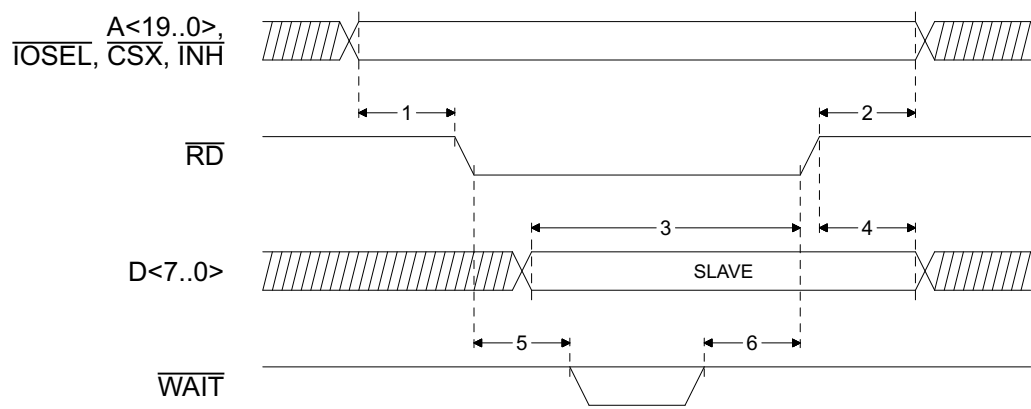 A<19..0>,
IOSEL, CSX, INH
1
2
RD
3
4
D<7..0>
SLAVE
5
6
WAIT